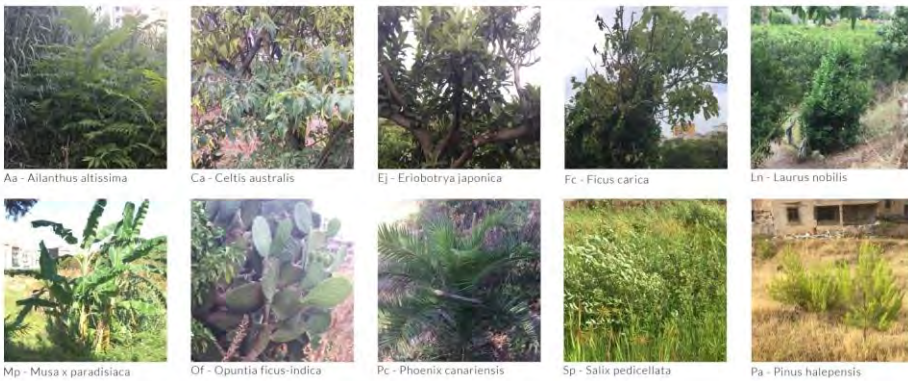 Aa - Ailanthus altissima
Ca - Celtis australis
Ej - Eriobotrya japonica
Fc - Ficus carica
Ln - Laurus nobilis
Mp - Musa x paradisiaca
Of - Opuntia ficus-indica
Pc - Phoenix canariensis
Sp - Salix pedicellata
Pa - Pinus halepensis